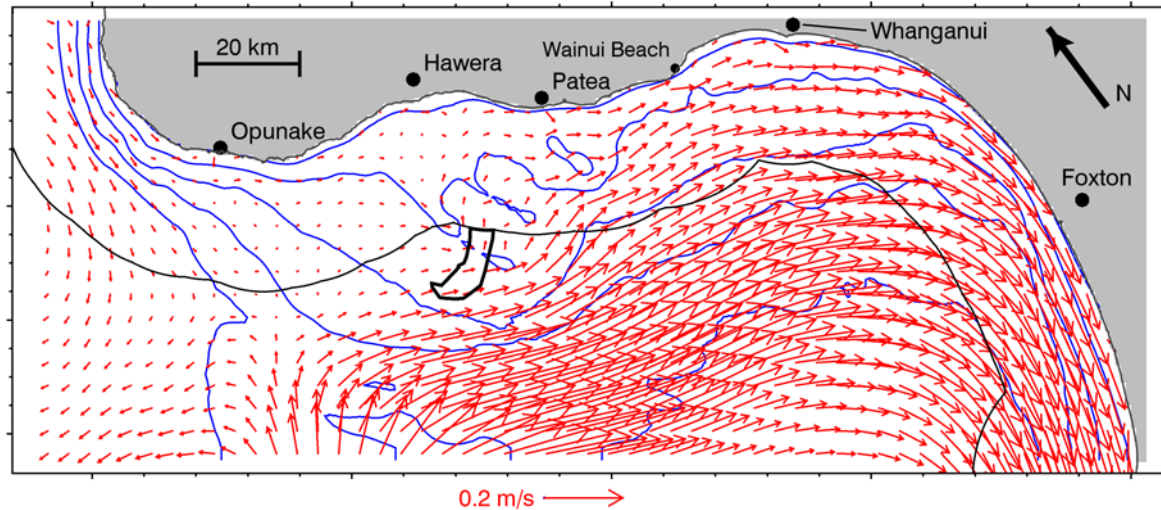 Whanganui
20 km
Wainui Beach
Hawera
Patea
N
Opunake
Foxton
0.2 m/s